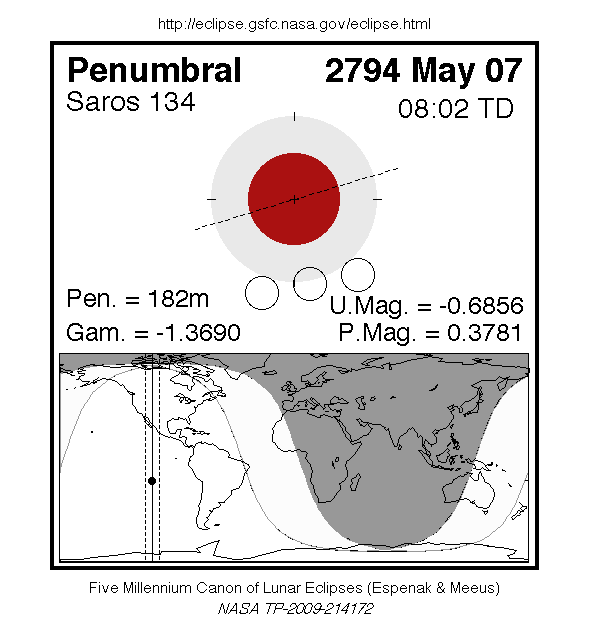 http://eclipse.gsfc.nasa.gov/eclipse.html
Penumbral 2794 May 07
Saros 134 08:02 TD
Pen. = 182m U.Mag. = -0.6856
Gam. = -1.3690 P.Mag. = 0.3781
Five Millennium Canon of Lunar Eclipses (Espenak & Meeus)
NASA TP-2009-214172